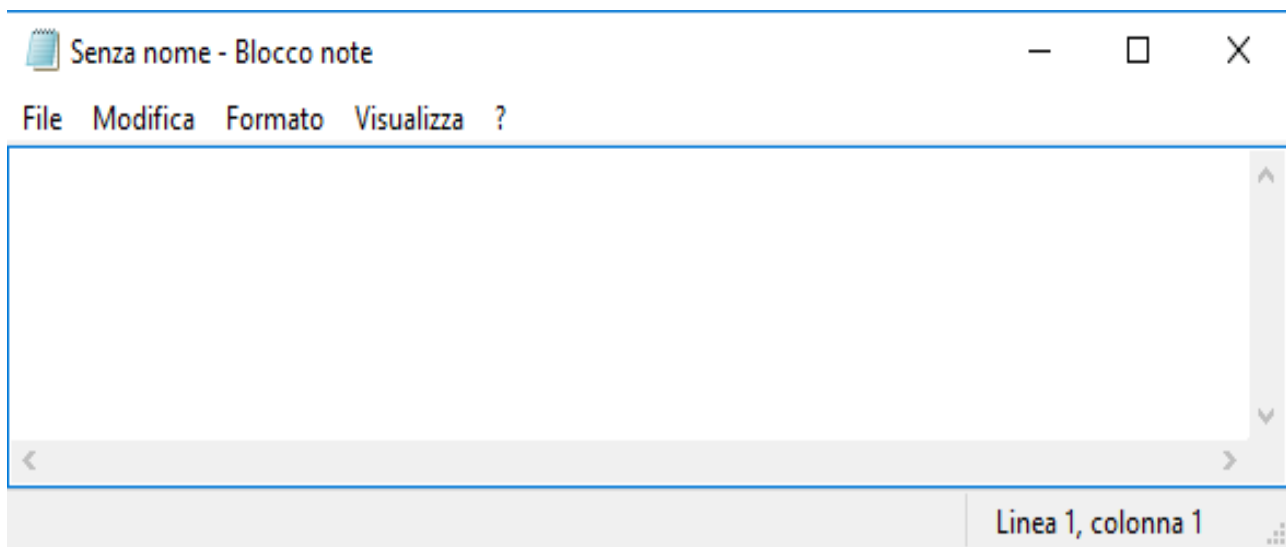 Senza nome - Blocco note
File Modifica Formato Visualizza ?
Linea 1, colonna 1